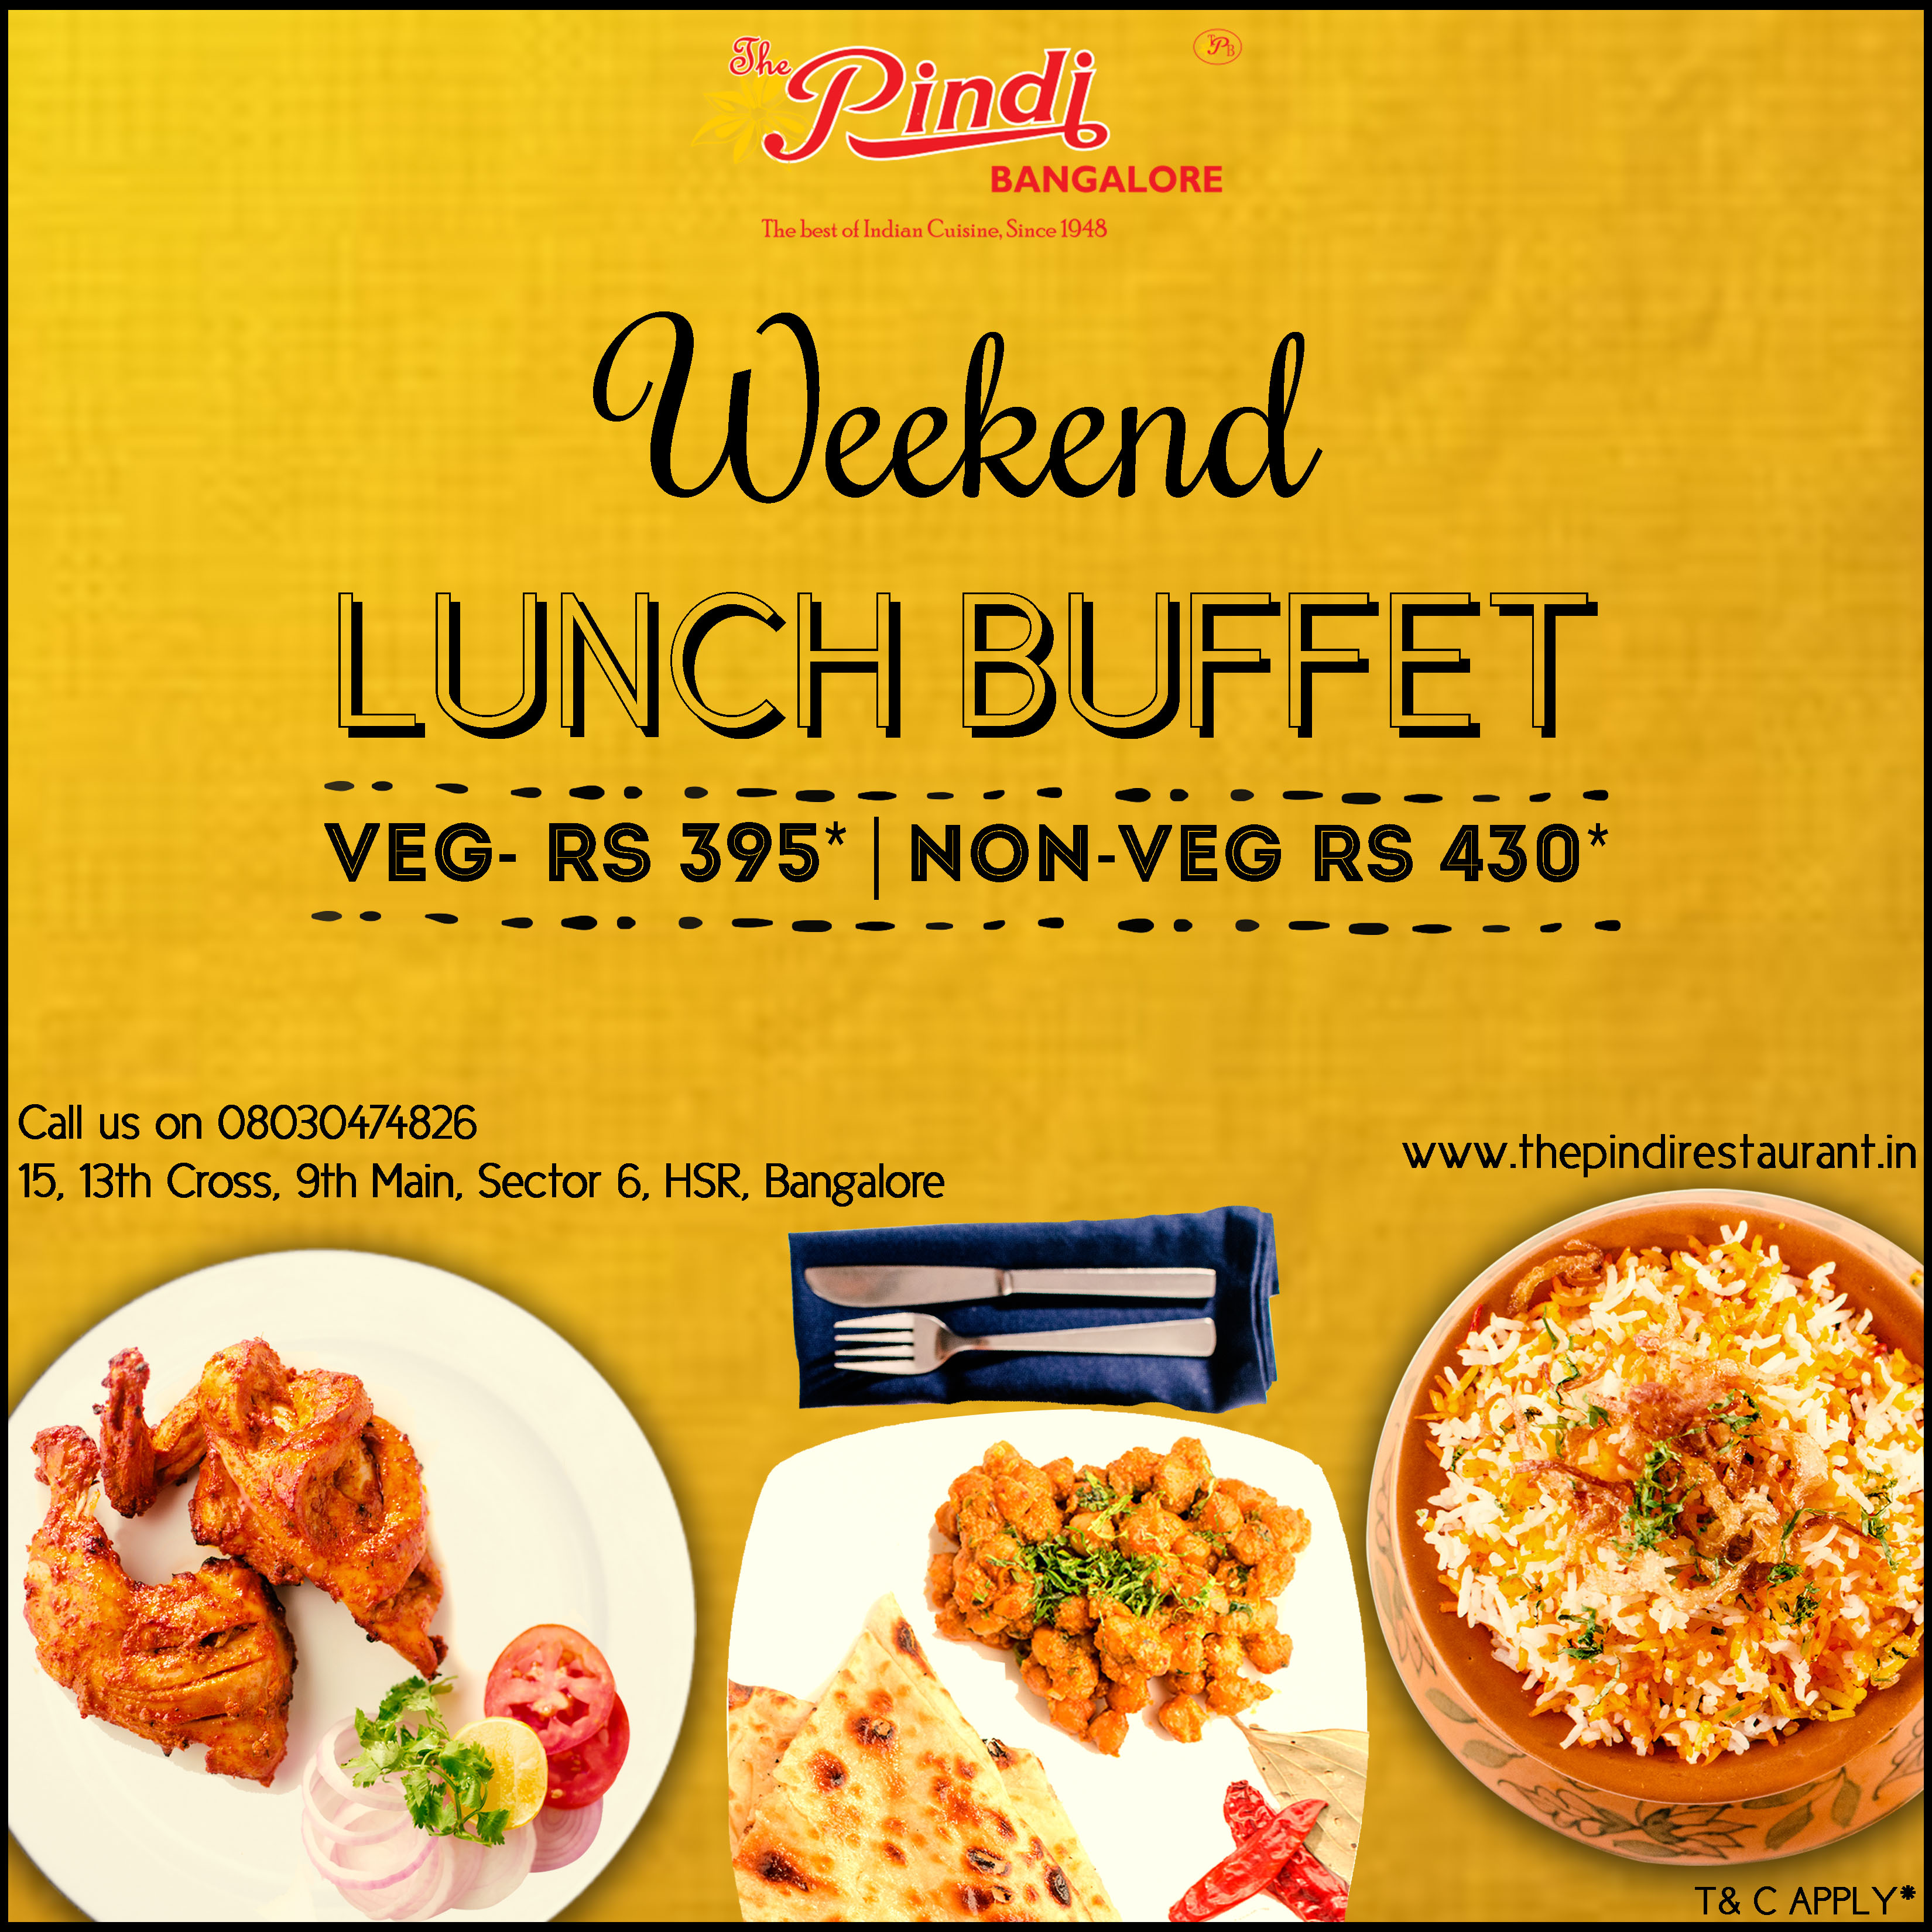 The Pindi
TPB
BANGALORE
The best of Indian Cuisine, Since 1948
Weekend
LUNCH BUFFET
VEG- RS 395* | NON-VEG RS 430*
Call us on 08030474826
15, 13th Cross, 9th Main, Sector 6, HSR, Bangalore
www.thepindirestaurant.in
T& C APPLY*